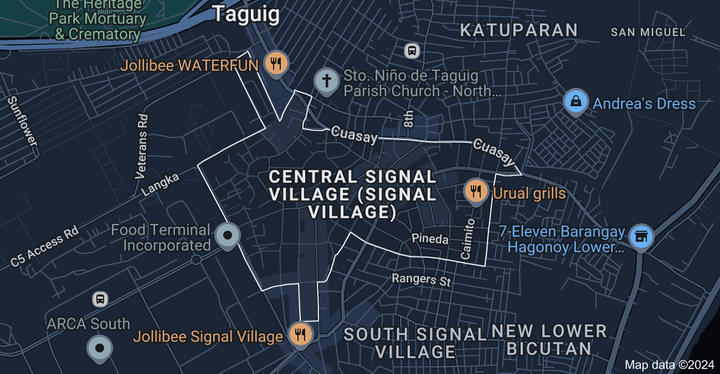 The Heritage
Park Mortuary
& Crematory
Taguig
KATUPARAN
SAN MIGUEL
Jollibee WATERFUN
Sto. Niño de Taguig
Parish Church - North...
Andrea's Dress
Sunflower
Veterans Rd
8th
Cuasay
Cuasay
Langka
CENTRAL SIGNAL
VILLAGE (SIGNAL
VILLAGE)
Urual grills
Food Terminal
Incorporated
C5 Access Rd
Pineda
Caimito
7-Eleven Barangay
Hagonoy Lower...
Rangers St
ARCA South
Jollibee Signal Village
SOUTH SIGNAL
VILLAGE
NEW LOWER
BICUTAN
Map data ©2024